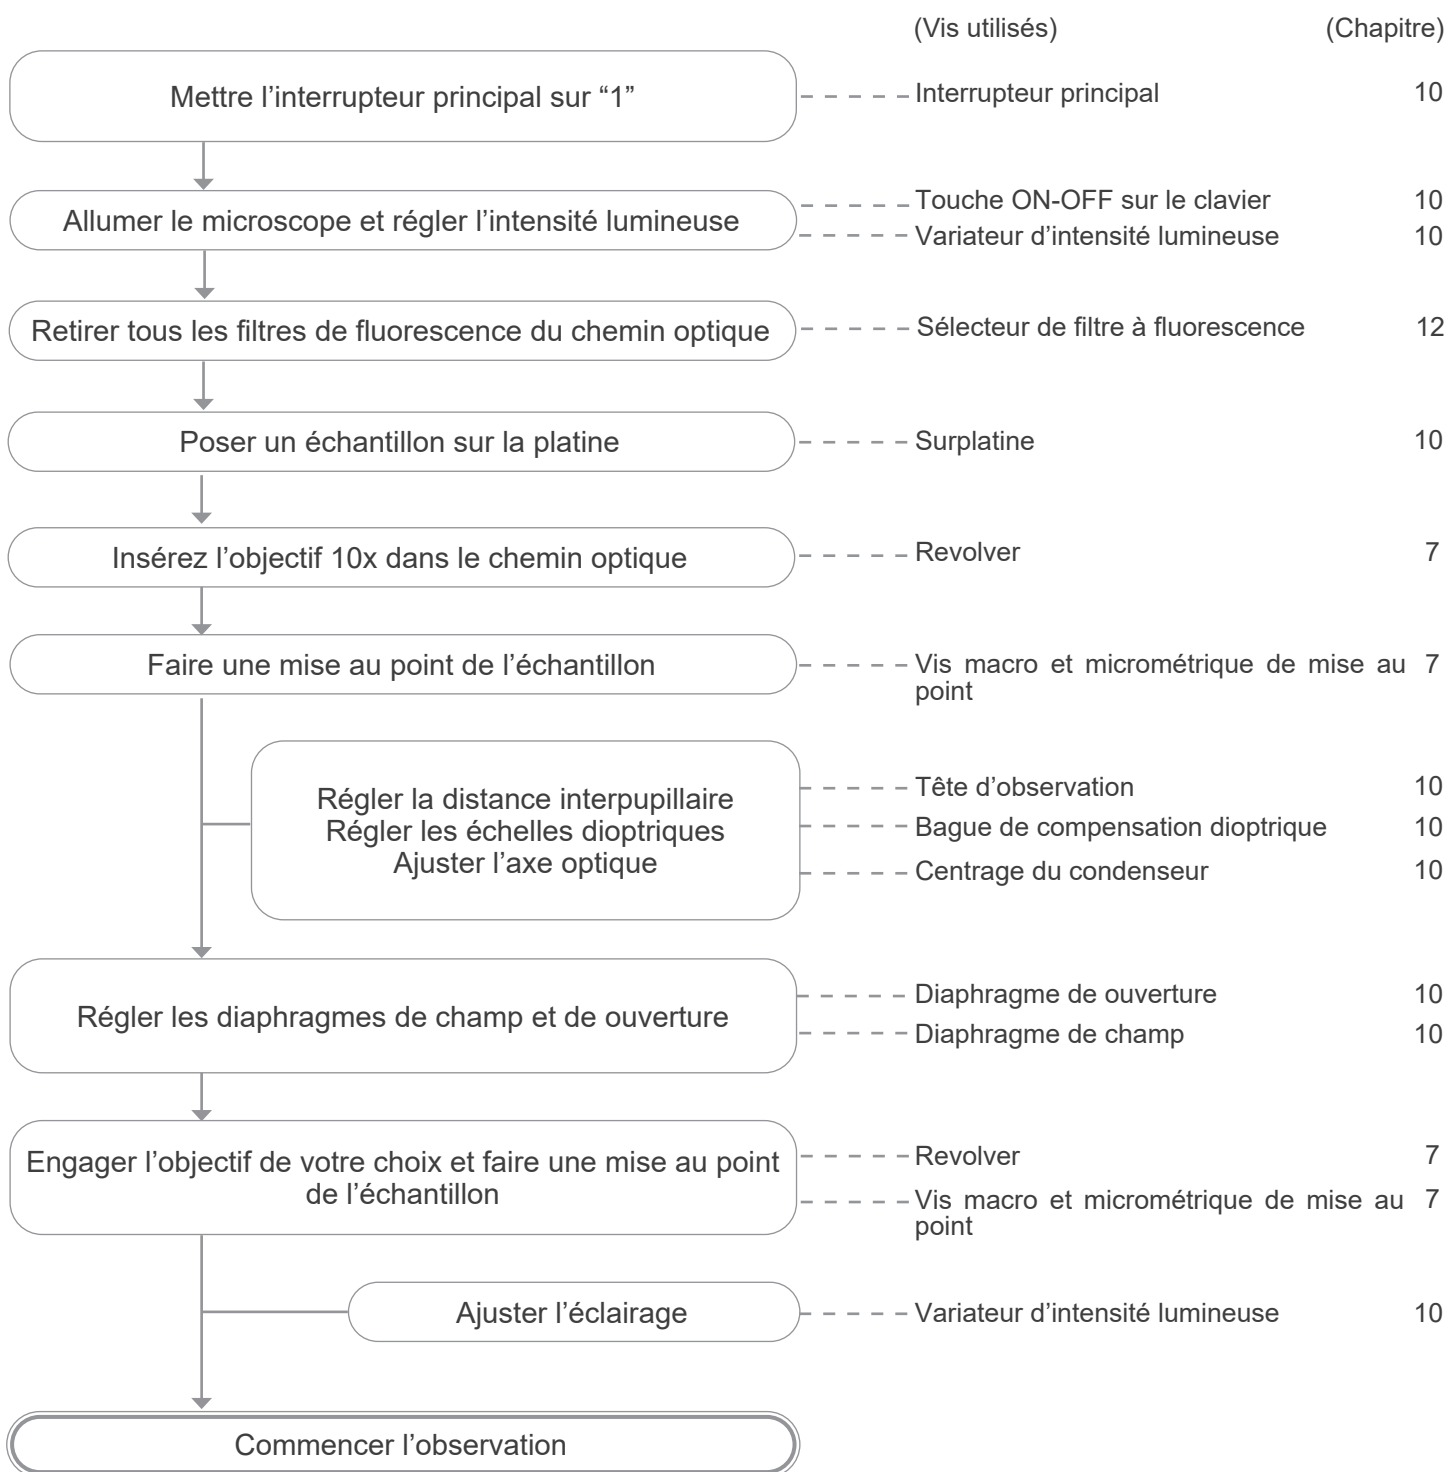 (Vis utilisés) (Chapitre)
Mettre l’interrupteur principal sur “1” Interrupteur principal 10
Allumer le microscope et régler l’intensité lumineuse
Touche ON-OFF sur le clavier 10
Variateur d’intensité lumineuse 10
Retirer tous les filtres de fluorescence du chemin optique Sélecteur de filtre à fluorescence 12
Poser un échantillon sur la platine Surplatine 10
Insérez l’objectif 10x dans le chemin optique Revolver 7
Faire une mise au point de l’échantillon Vis macro et micrométrique de mise au 7
point
Régler la distance interpupillaire
Régler les échelles dioptriques
Ajuster l’axe optique
Tête d’observation 10
Bague de compensation dioptrique 10
Centrage du condenseur 10
Régler les diaphragmes de champ et de ouverture
Diaphragme de ouverture 10
Diaphragme de champ 10
Engager l’objectif de votre choix et faire une mise au point
de l’échantillon
Revolver 7
Vis macro et micrométrique de mise au 7
point
Ajuster l’éclairage Variateur d’intensité lumineuse 10
Commencer l’observation